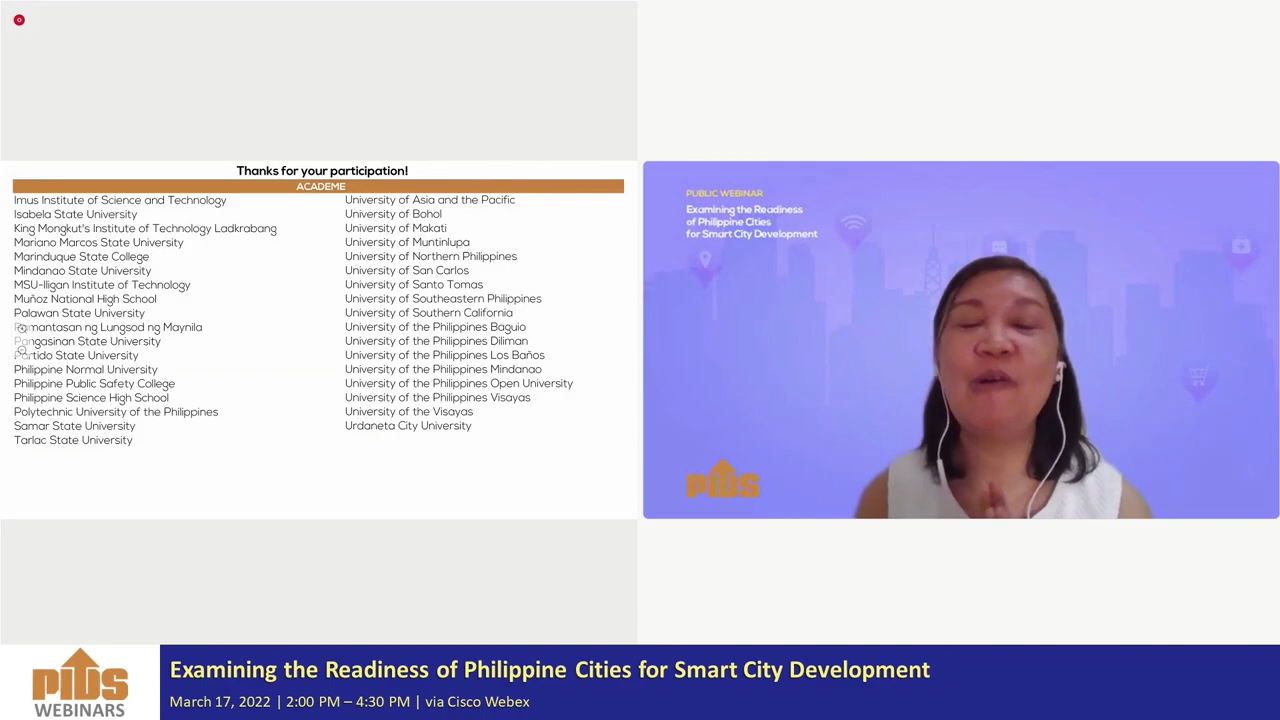 Thanks for your participation!
ACADEME
Imus Institute of Science and Technology
Isabela State University
King Mongkut's Institute of Technology Ladkrabang
Mariano Marcos State University
Marinduque State College
Mindanao State University
MSU-Iligan Institute of Technology
Muñoz National High School
Palawan State University
Pamantasan ng Lungsod ng Maynila
Pangasinan State University
Partido State University
Philippine Normal University
Philippine Public Safety College
Philippine Science High School
Polytechnic University of the Philippines
Samar State University
Tarlac State University
University of Asia and the Pacific
University of Bohol
University of Makati
University of Muntinlupa
University of Northern Philippines
University of San Carlos
University of Santo Tomas
University of Southeastern Philippines
University of Southern California
University of the Philippines Baguio
University of the Philippines Diliman
University of the Philippines Los Baños
University of the Philippines Mindanao
University of the Philippines Open University
University of the Philippines Visayas
University of the Visayas
Urdaneta City University
PUBLIC WEBINAR
Examining the Readiness
of Philippine Cities
for Smart City Development
PIDS
PIDS
WEBINARS
Examining the Readiness of Philippine Cities for Smart City Development
March 17, 2022 | 2:00 PM – 4:30 PM | via Cisco Webex